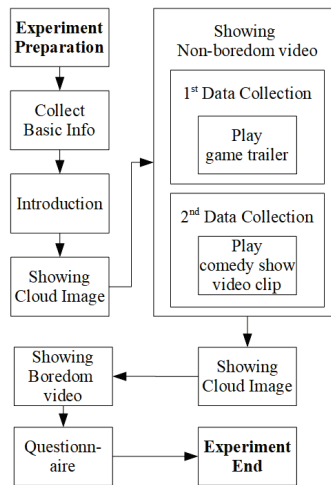 Experiment
Preparation
Collect
Basic Info
Introduction
Showing
Cloud Image
Showing
Non-boredom video
1st Data Collection
Play
game trailer
2nd Data Collection
Play
comedy show
video clip
Showing
Cloud Image
Showing
Boredom
video
Questionn-
aire
Experiment
End